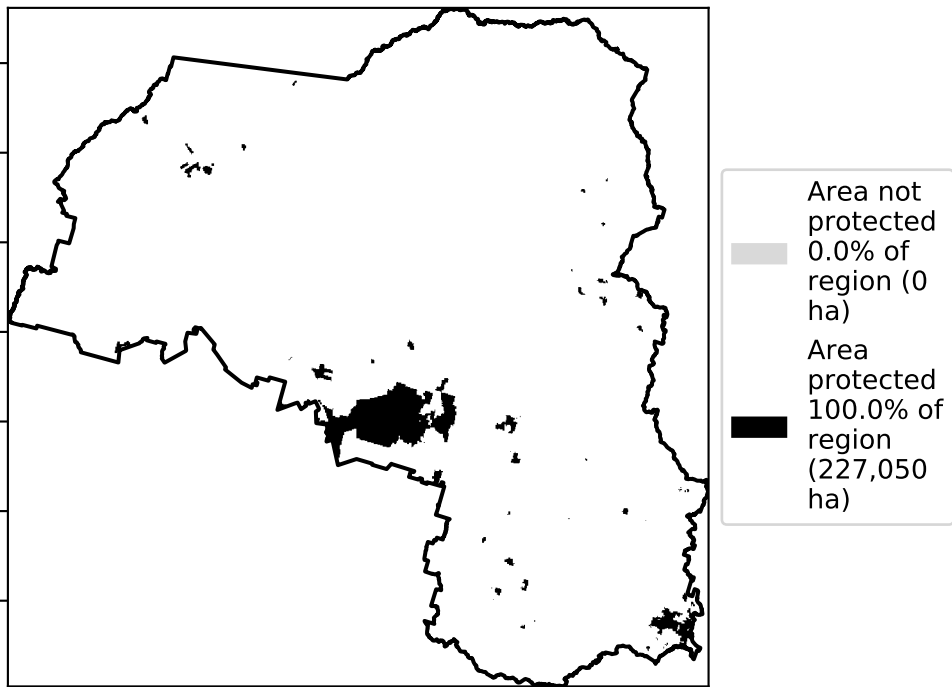 Area not
protected
0.0% of
region (0
ha)
Area
protected
100.0% of
region
(227,050
ha)